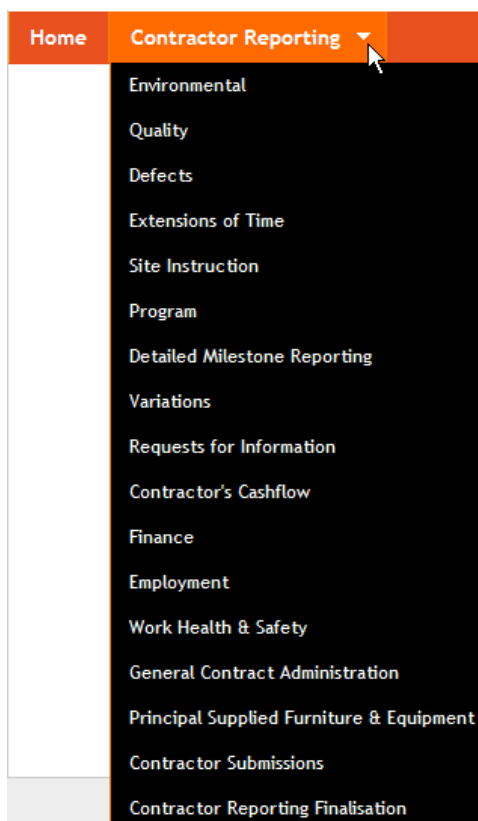 Home Contractor Reporting
Environmental
Quality
Defects
Extensions of Time
Site Instruction
Program
Detailed Milestone Reporting
Variations
Requests for Information
Contractor's Cashflow
Finance
Employment
Work Health & Safety
General Contract Administration
Principal Supplied Furniture & Equipment
Contractor Submissions
Contractor Reporting Finalisation